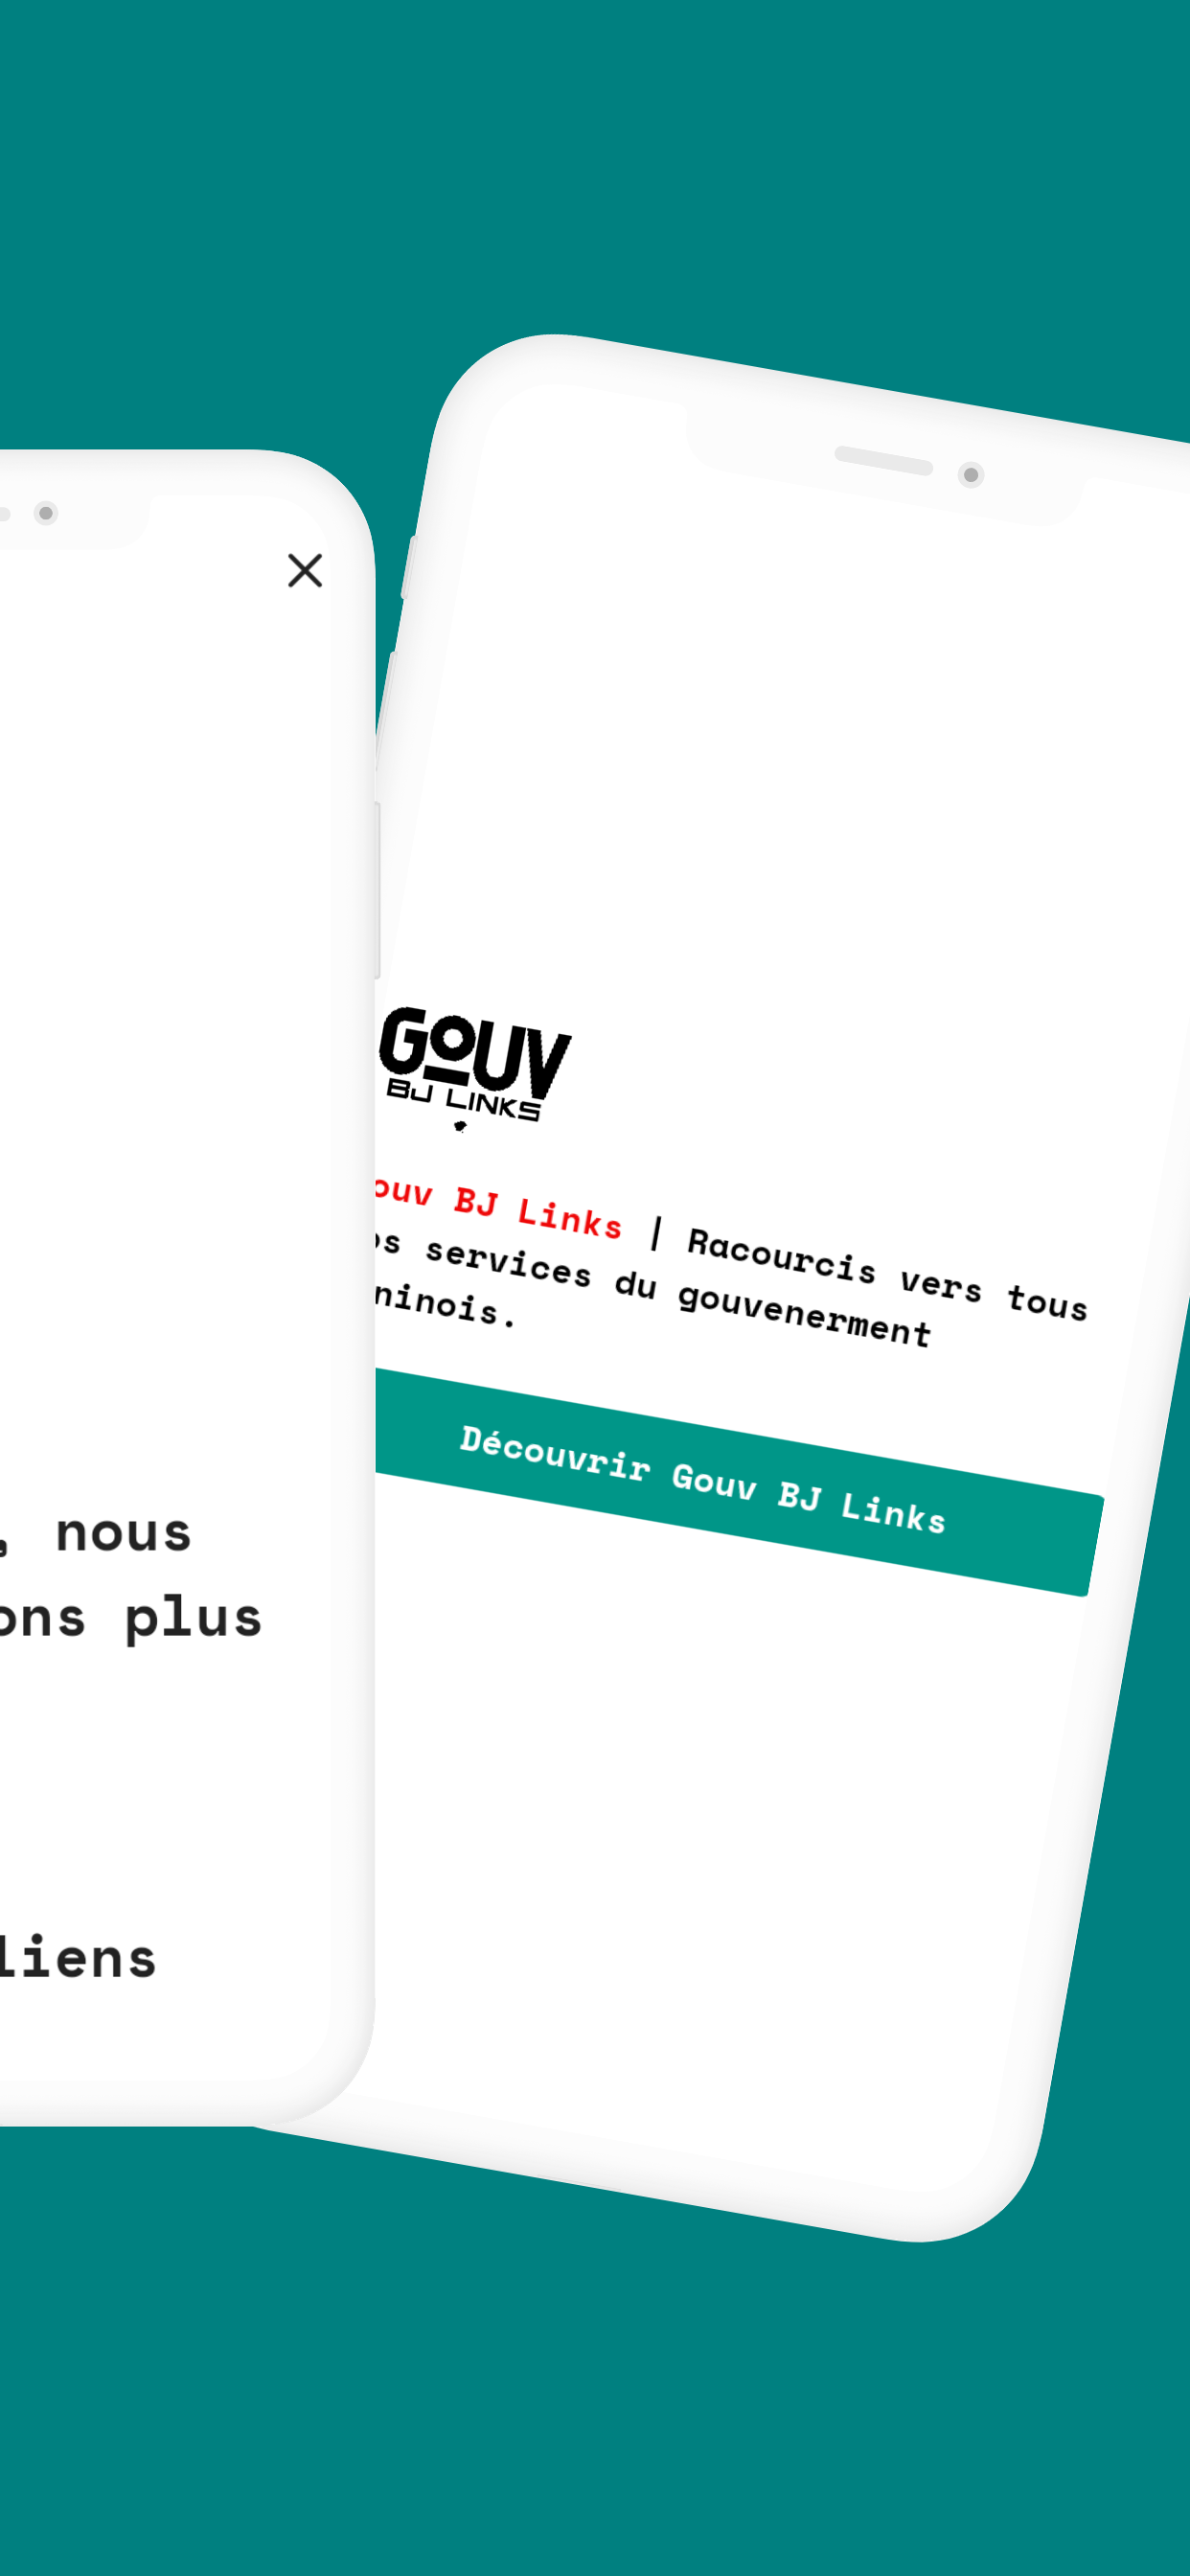 , nous
ons plus
liens
GOUV
BJ LINKS
ouv BJ Links | Racourcis vers tous
os services du gouvenerment
ninois.
Découvrir Gouv BJ Links